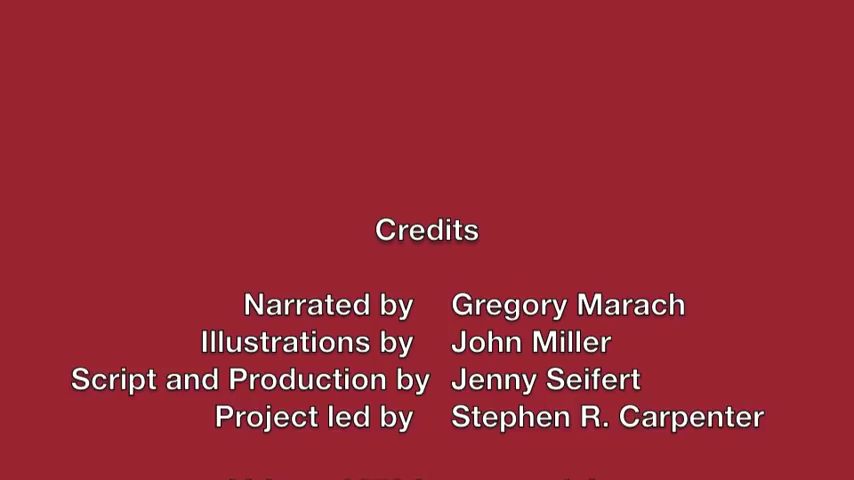 Credits
Narrated by Gregory Marach
Illustrations by John Miller
Script and Production by Jenny Seifert
Project led by Stephen R. Carpenter